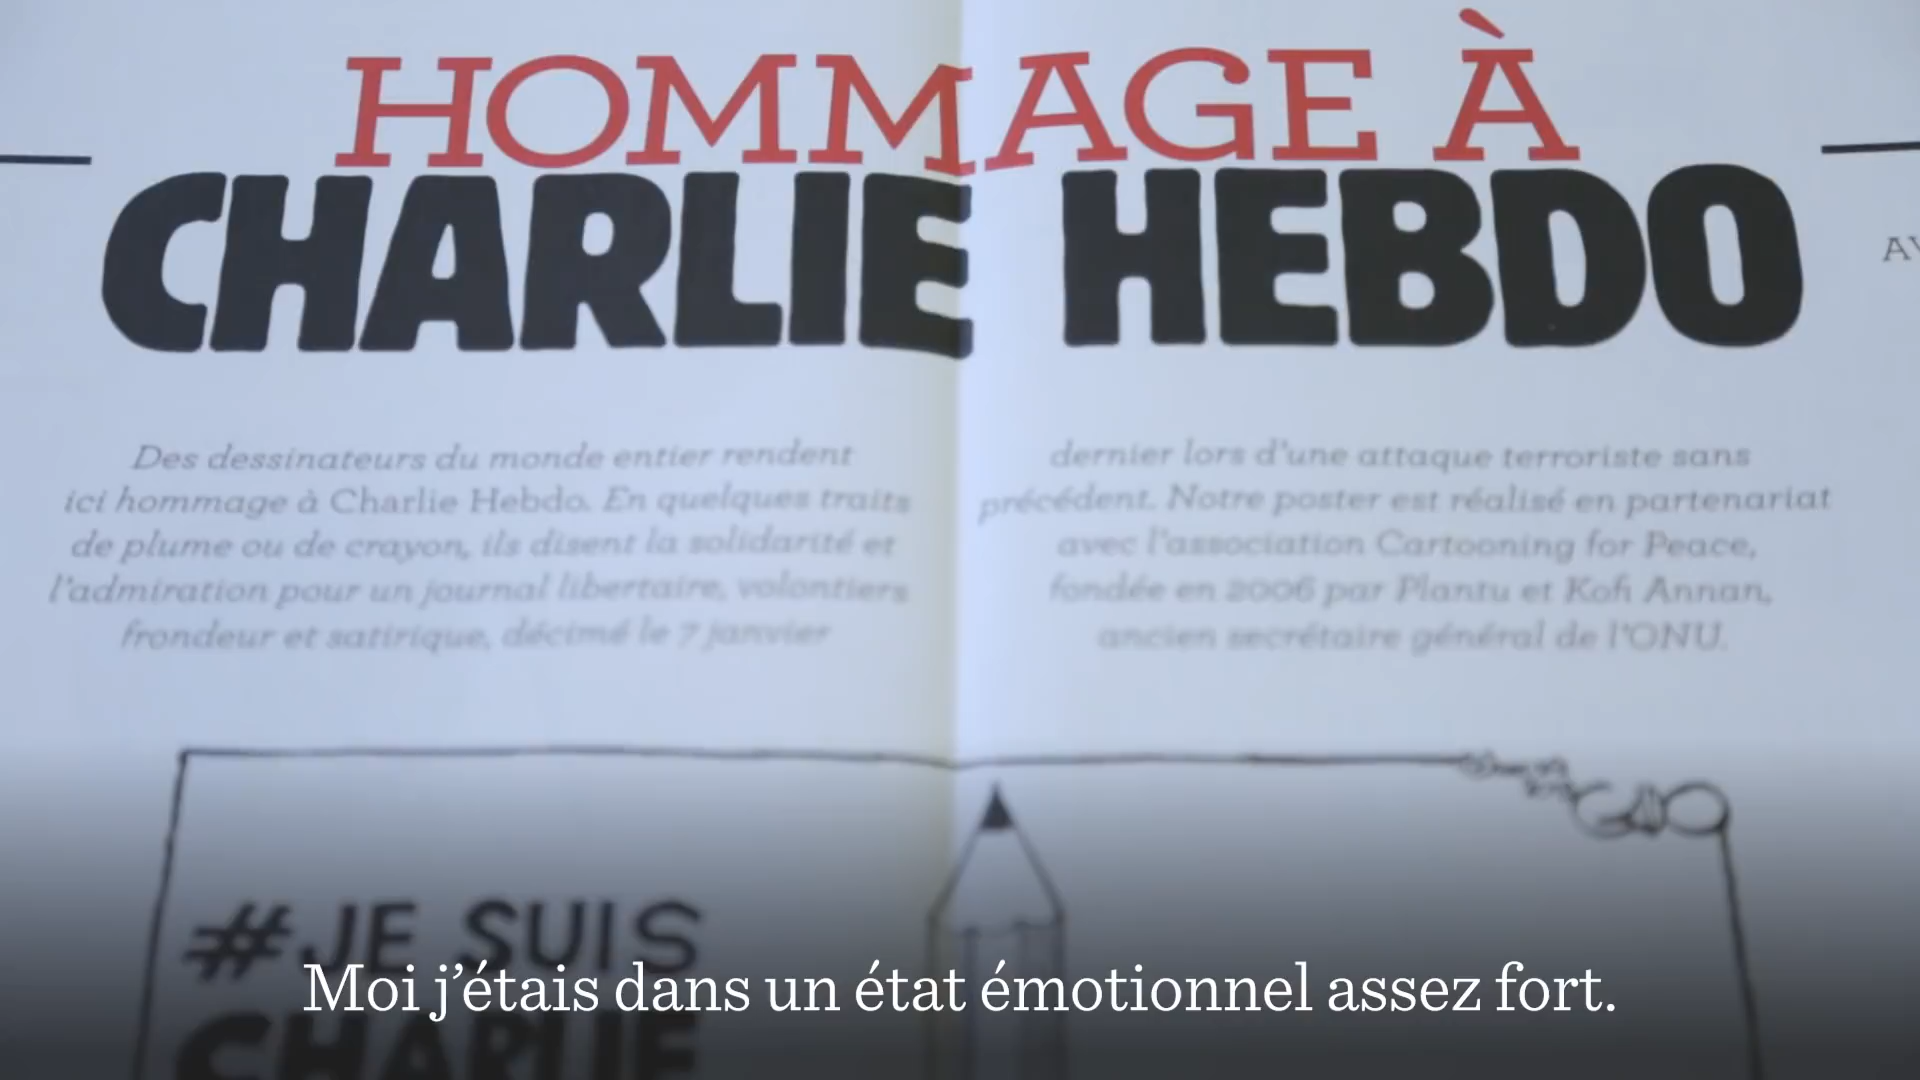 HOMMAGE À
CHARLIE HEBDO
Des dessinateurs du monde entier rendent
ici hommage à Charlie Hebdo. En quelques traits
de plume ou de crayon, ils disent la solidarité et
l'admiration pour un journal libertaire, volontiers
frondeur et satirique, décimé le 7 janvier
dernier lors d'une attaque terroriste sans
précédent. Notre poster est réalisé en partenariat
avec l'association Cartooning for Peace,
fondée en 2006 par Plantu et Kofi Annan,
ancien secrétaire général de l'ONU.
#JE SUIS
CHARLIE
Moi j’étais dans un état émotionnel assez fort.